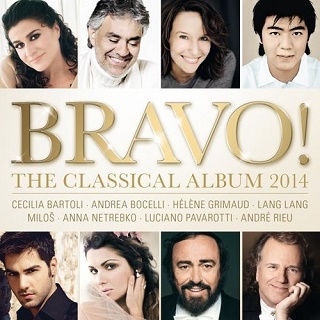 BRAVO!
THE CLASSICAL ALBUM 2014
CECILIA BARTOLI · ANDREA BOCELLI · HÉLÈNE GRIMAUD · LANG LANG
MILOŠ · ANNA NETREBKO · LUCIANO PAVAROTTI · ANDRÉ RIEU